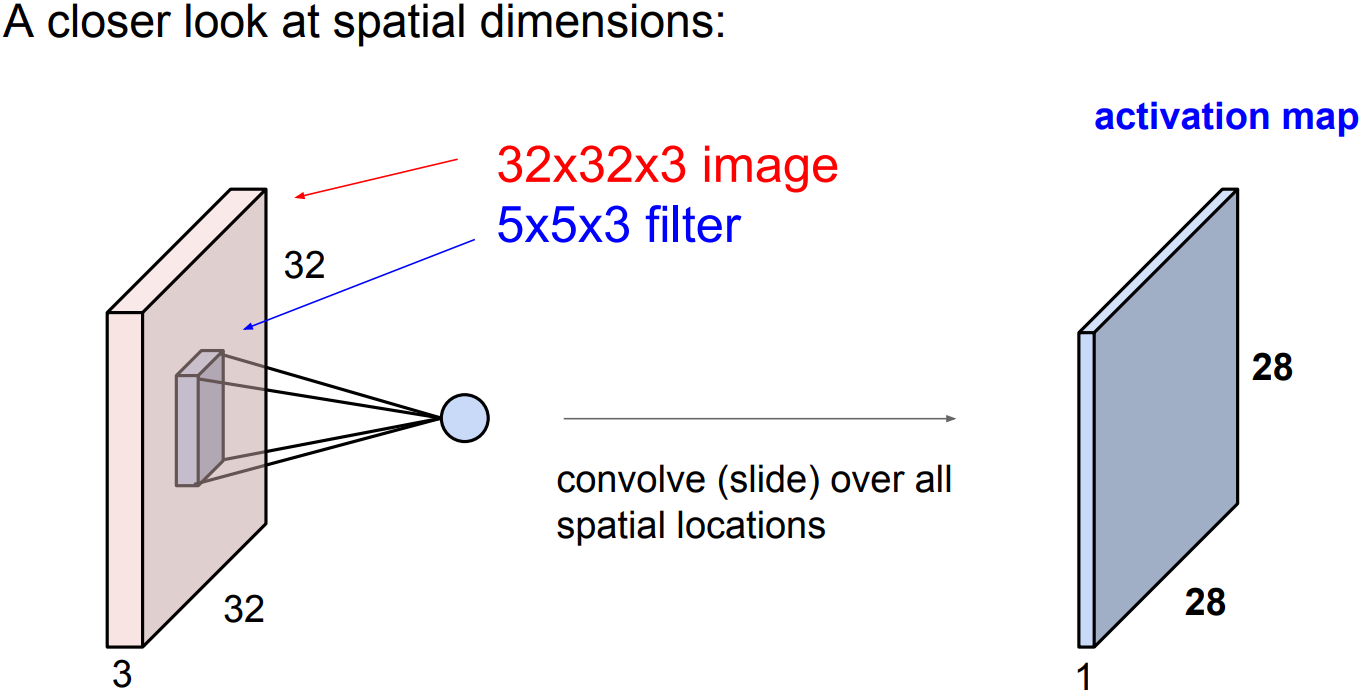 A closer look at spatial dimensions:
activation map
32x32x3 image
5x5x3 filter
32
28
convolve (slide) over all
spatial locations
32
28
3
1